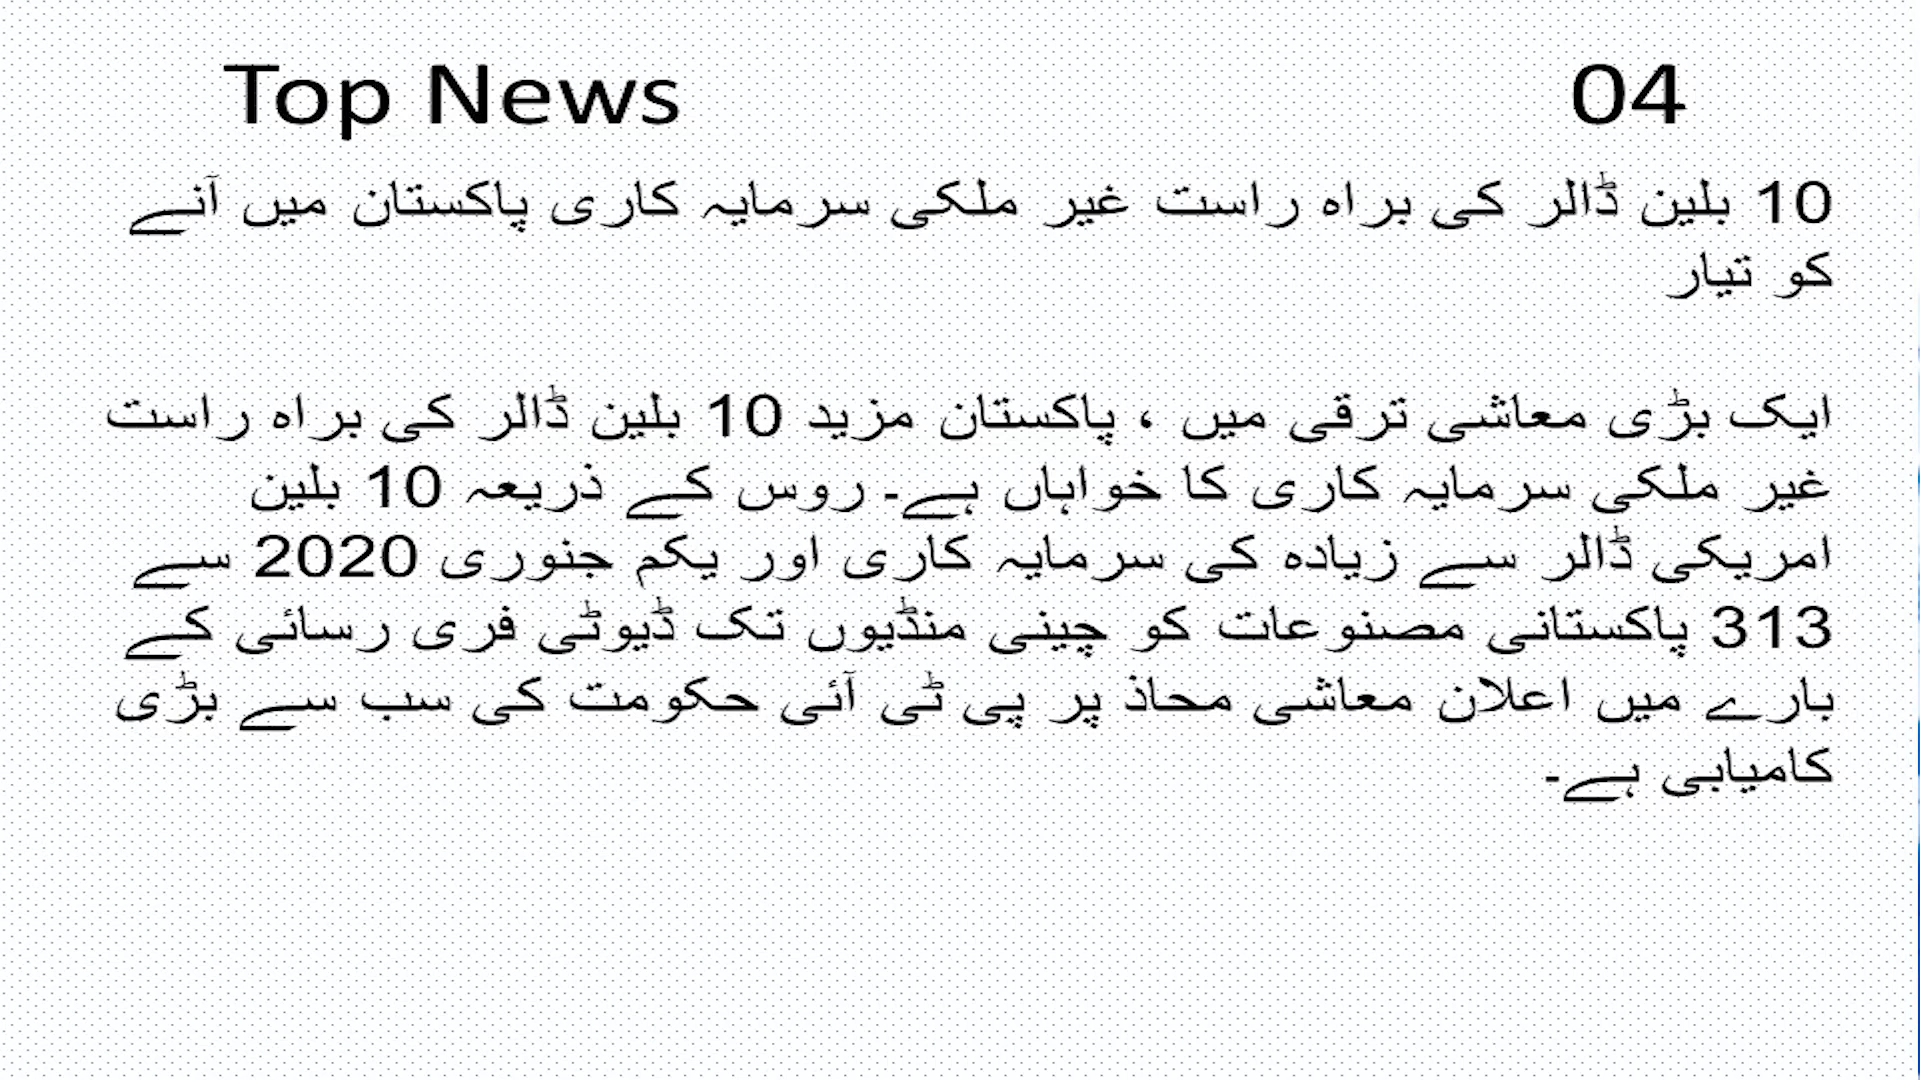 Top News 04
10 بلین ڈالر کی براہ راست غیر ملکی سرمایہ کاری پاکستان میں آنے
کو تیار
ایک بڑی معاشی ترقی میں ، پاکستان مزید 10 بلین ڈالر کی براہ راست
غیر ملکی سرمایہ کاری کا خواہاں ہے۔ روس کے ذریعہ 10 بلین
امریکی ڈالر سے زیادہ کی سرمایہ کاری اور یکم جنوری 2020 سے
313 پاکستانی مصنوعات کو چینی منڈیوں تک ڈیوٹی فری رسائی کے
بارے میں اعلان معاشی محاذ پر پی ٹی آئی حکومت کی سب سے بڑی
کامیابی ہے۔